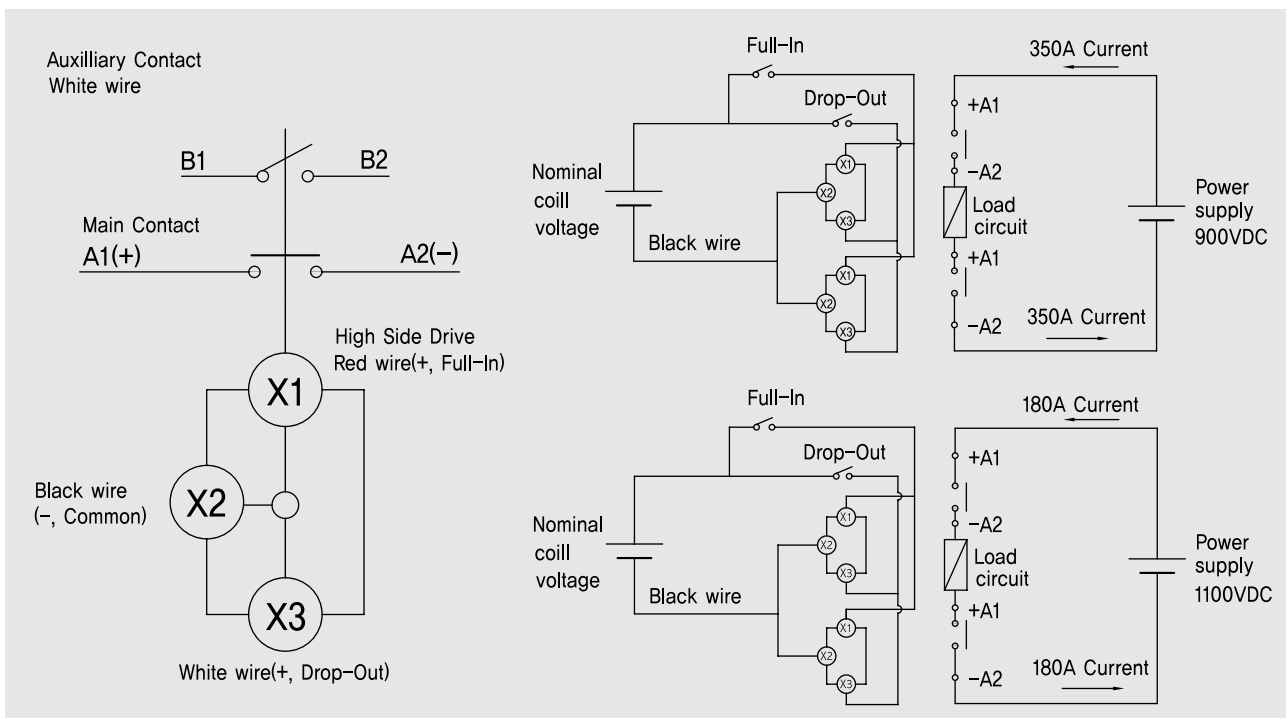 Auxilliary Contact
White wire
B1
B2
Main Contact
A1(+)
A2(−)
High Side Drive
Red wire(+, Full-In)
X1
X2
Black wire
(−, Common)
X3
White wire(+, Drop-Out)
Full-In
Drop-Out
Nominal
coill
voltage
Black wire
X1
X2
X3
X1
X2
X3
350A Current
+A1
−A2
Load
circuit
+A1
−A2
350A Current
Power
supply
900VDC
Full-In
Drop-Out
Nominal
coill
voltage
Black wire
X1
X2
X3
X1
X2
X3
180A Current
+A1
−A2
Load
circuit
+A1
−A2
180A Current
Power
supply
1100VDC